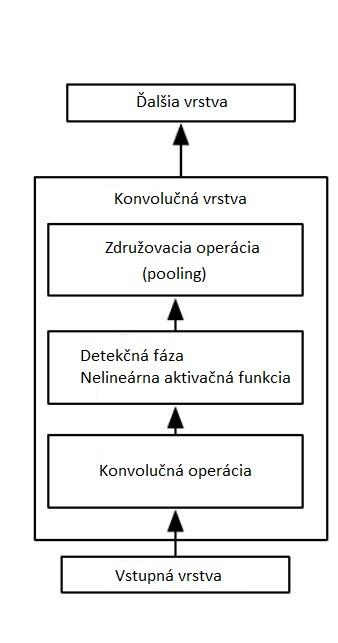 Ďalšia vrstva
Konvolučná vrstva
Združovacia operácia
(pooling)
Detekčná fáza
Nelineárna aktivačná funkcia
Konvolučná operácia
Vstupná vrstva